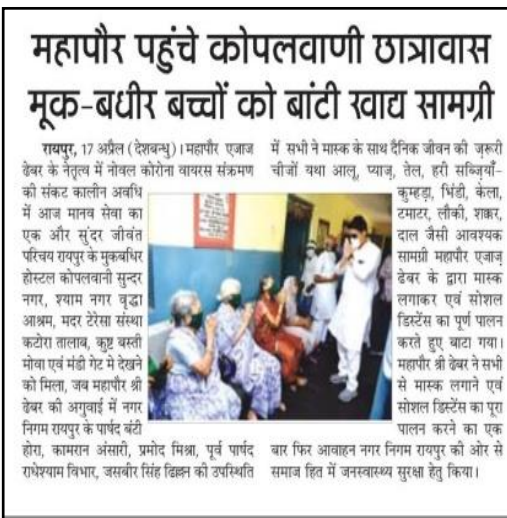 महापौर पहुंचे कोपलवाणी छात्रावास
मूक-बधीर बच्चों को बांटी खाद्य सामग्री
रायपुर, 17 अप्रैल (देशबन्धु)। महापौर एजाज
ढेबर के नेतृत्व में नोवल कोरोना वायरस संक्रमण
की संकट कालीन अवधि
में आज मानव सेवा का
एक और सुंदर जीवंत
परिचय रायपुर के मुकबधिर
होस्टल कोपलवानी सुन्दर
नगर, श्याम नगर वृद्धा
आश्रम, मदर टेरेसा संस्था
कटोरा तालाब, कुष्ट बस्ती
मोवा एवं मंडी गेट मे देखने
को मिला, जब महापौर श्री
ढेबर की अगुवाई में नगर
निगम रायपुर के पार्षद बंटी
होरा, कामरान अंसारी, प्रमोद मिश्रा, पूर्व पार्षद
राधेश्याम विभार, जसबीर सिंह ढिल्लन की उपस्थिति
में सभी ने मास्क के साथ दैनिक जीवन की जुरूरी
चीजों यथा आलू, प्याज़, तेल, हरी सब्जियाँ-
कुम्हड़ा, भिंडी, केला,
टमाटर, लौकी, शक्कर,
दाल जैसी आवश्यक
सामग्री महापौर एजाज़
ढेबर के द्वारा मास्क
लगाकर एवं सोशल
डिस्टेंस का पूर्ण पालन
करते हुए बाटा गया।
महापौर श्री ढेबर ने सभी
से मास्क लगाने एवं
सोशल डिस्टेंस का पूरा
पालन करने का एक
बार फिर आवाहन नगर निगम रायपुर की ओर से
समाज हित में जनस्वास्थ्य सुरक्षा हेतु किया।